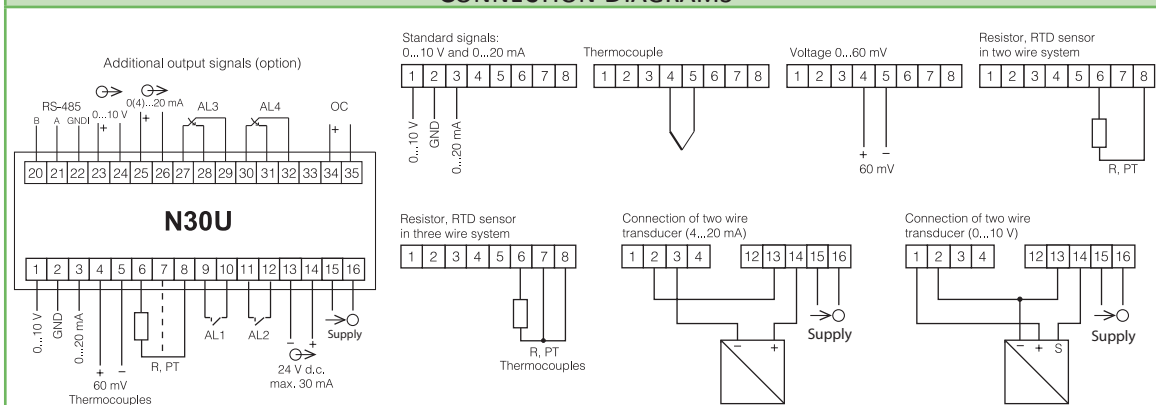 CONNECTION DIAGRAMS
Additional output signals (option)
RS-485
B A GNDI
0...10 V
+
0(4)...20 mA
+
AL3
AL4
OC
+
20 21 22 23 24 25 26 27 28 29 30 31 32 33 34 35
N30U
1 2 3 4 5 6 7 8 9 10 11 12 13 14 15 16
0...10 V
GND
0...20 mA
+ −
60 mV
Thermocouples
R, PT
AL1
AL2
− +
24 V d.c.
max. 30 mA
Supply
Standard signals:
0...10 V and 0...20 mA
1 2 3 4 5 6 7 8
0...10 V
GND
0...20 mA
Thermocouple
1 2 3 4 5 6 7 8
Voltage 0...60 mV
1 2 3 4 5 6 7 8
+ −
60 mV
Resistor, RTD sensor
in two wire system
1 2 3 4 5 6 7 8
R, PT
Resistor, RTD sensor
in three wire system
1 2 3 4 5 6 7 8
R, PT
Thermocouples
Connection of two wire
transducer (4...20 mA)
1 2 3 4 12 13 14 15 16
Supply
− +
Connection of two wire
transducer (0...10 V)
1 2 3 4 12 13 14 15 16
Supply
− + S